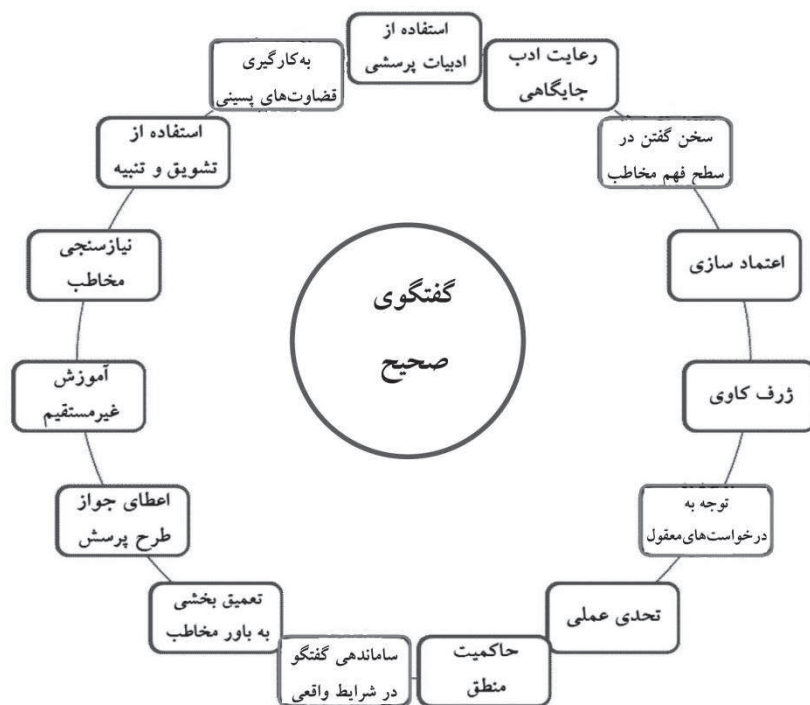 استفاده از
ادبیات پرسشی
رعایت ادب
جایگاهی
سخن گفتن در
سطح فهم مخاطب
اعتماد سازی
ژرف کاوی
توجه به
درخواست‌های معقول
تحدی عملی
حاکمیت
منطق
ساماندهی گفتگو
در شرایط واقعی
تعمیق بخشی
به باور مخاطب
اعطای جواز
طرح پرسش
آموزش
غیرمستقیم
نیازسنجی
مخاطب
استفاده از
تشویق و تنبیه
به‌کارگیری
قضاوت‌های پسینی
گفتگوی
صحیح